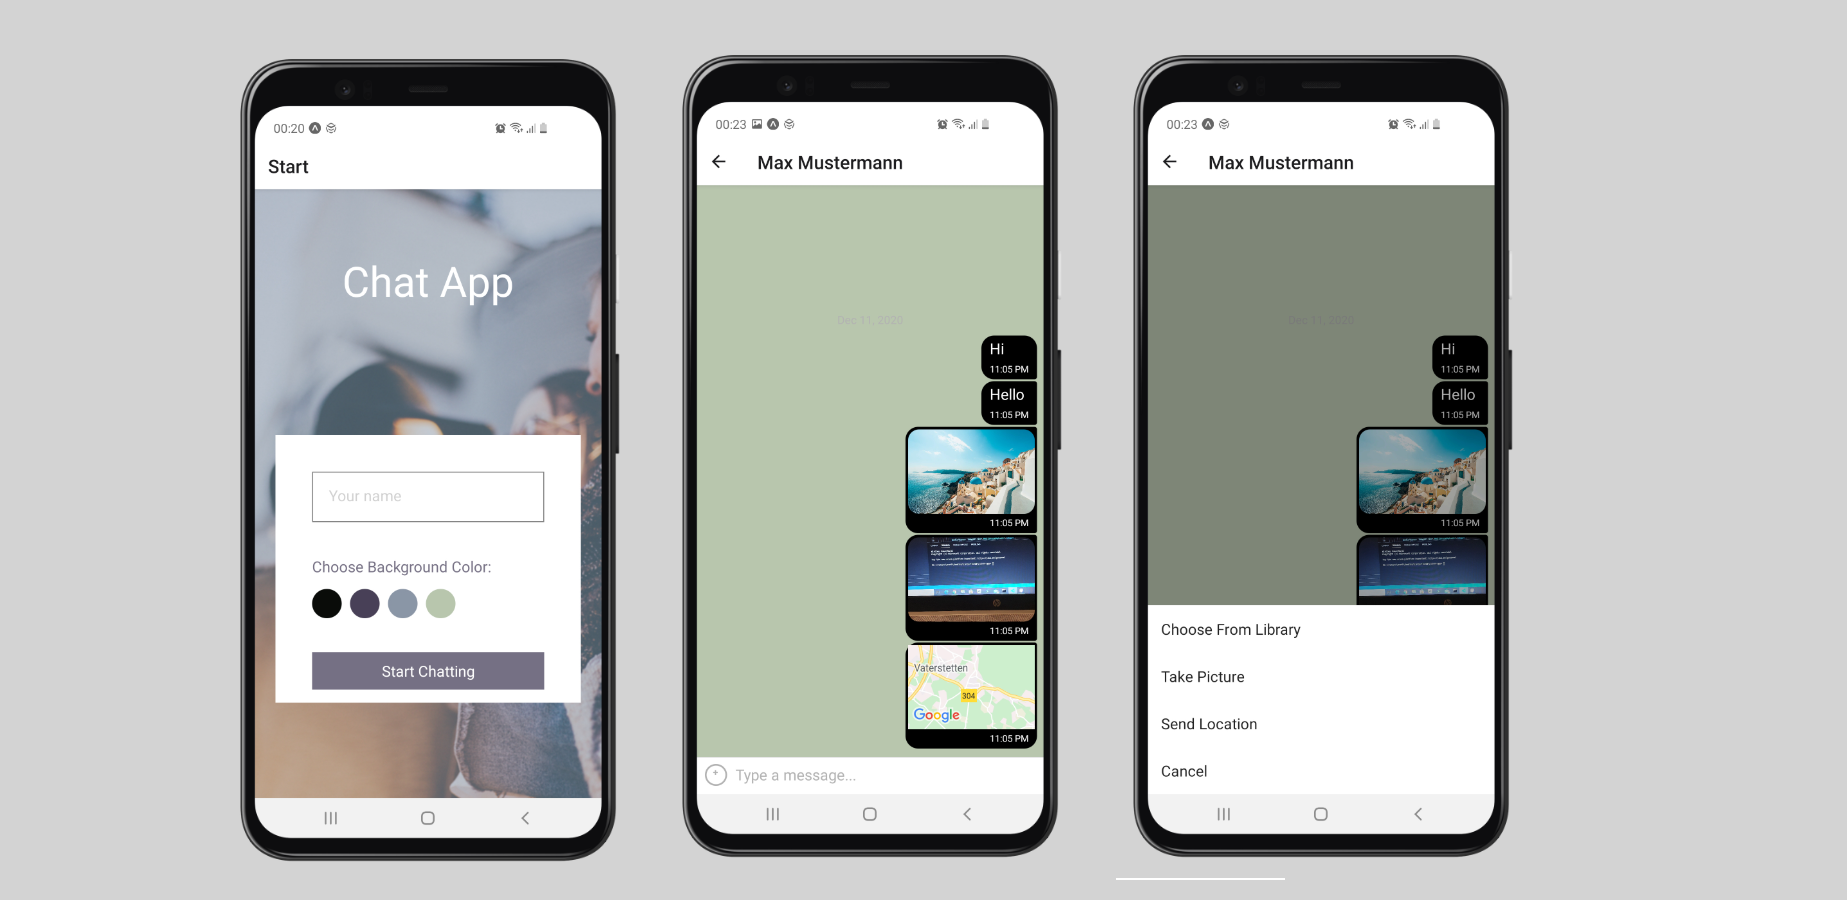 00:20
Start
Chat App
Your name
Choose Background Color:
Start Chatting
00:23
Max Mustermann
Dec 11, 2020
Hi
11:05 PM
Hello
11:05 PM
11:05 PM
11:05 PM
Vaterstetten
304
Google
11:05 PM
Type a message...
00:23
Max Mustermann
Dec 11, 2020
Hi
11:05 PM
Hello
11:05 PM
11:05 PM
Choose From Library
Take Picture
Send Location
Cancel